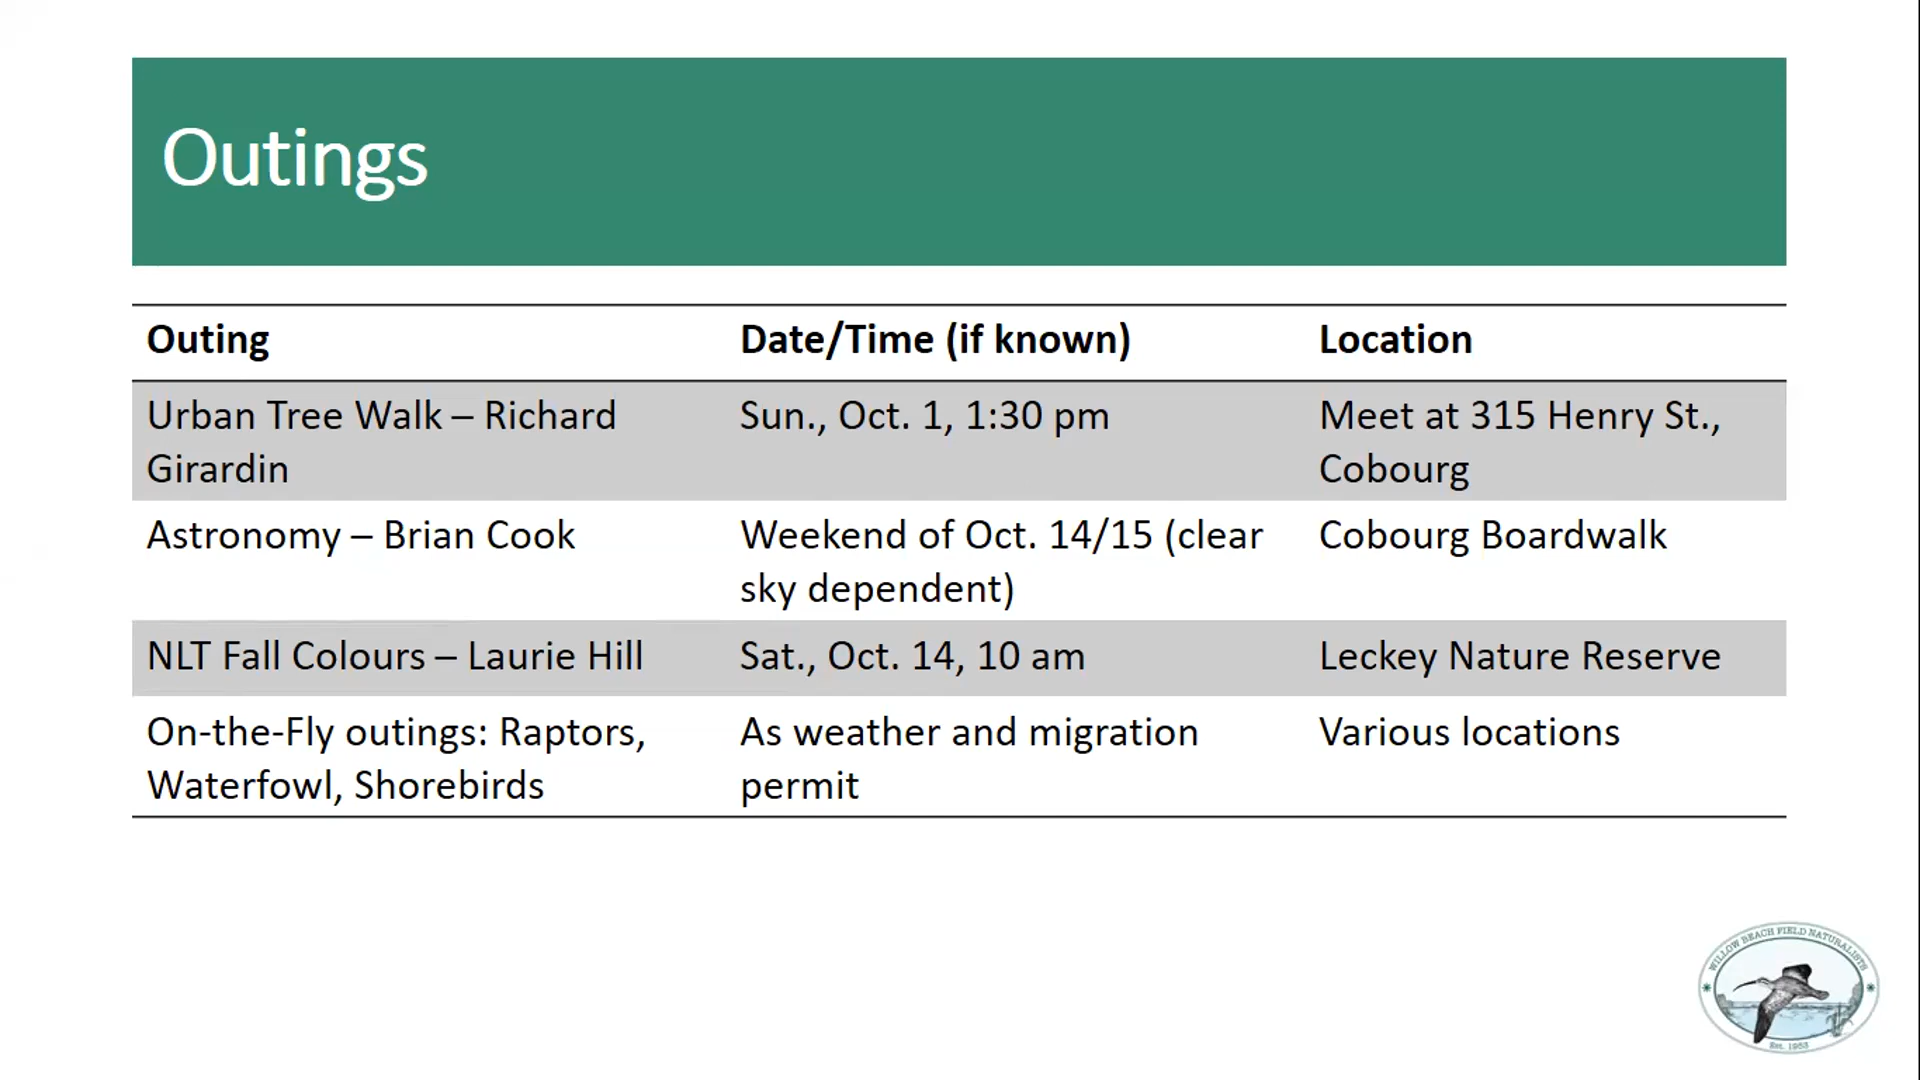 Outings
Outing Date/Time (if known) Location
Urban Tree Walk – Richard Sun., Oct. 1, 1:30 pm Meet at 315 Henry St.,
Girardin Cobourg
Astronomy – Brian Cook Weekend of Oct. 14/15 (clear Cobourg Boardwalk
sky dependent)
NLT Fall Colours – Laurie Hill Sat., Oct. 14, 10 am Leckey Nature Reserve
On-the-Fly outings: Raptors, As weather and migration Various locations
Waterfowl, Shorebirds permit
WILLOW BEACH FIELD NATURALISTS
Est. 1953